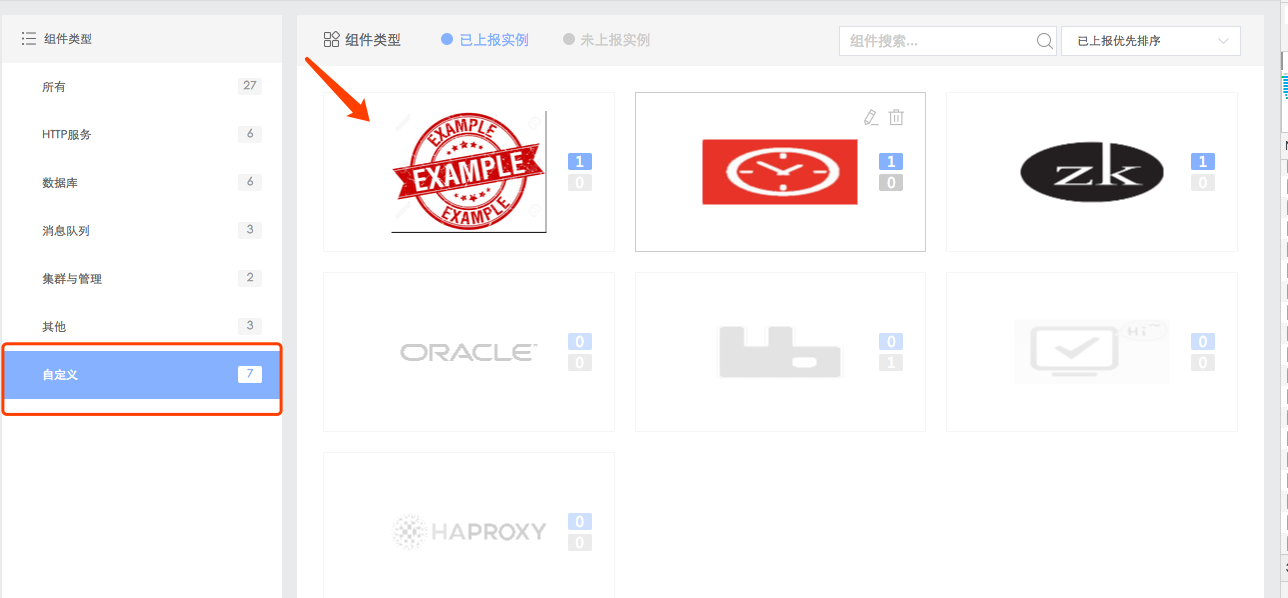 组件类型
所有 27
HTTP服务 6
数据库 6
消息队列 3
集群与管理 2
其他 3
自定义 7
组件类型 已上报实例 未上报实例 组件搜索... 已上报优先排序
EXAMPLE
EXAMPLE
EXAMPLE
1
0
1
0
zk
1
0
ORACLE
0
0
0
1
Hi~
0
0
HAPROXY
0
0